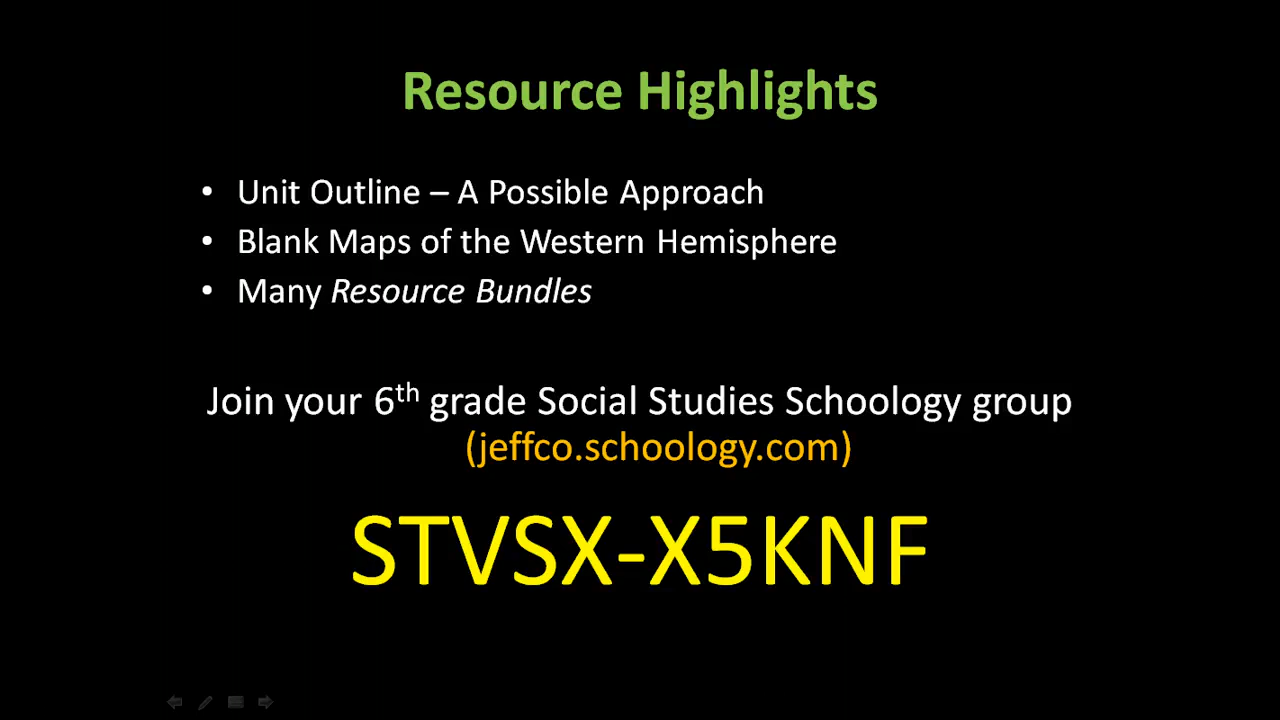 Resource Highlights
• Unit Outline – A Possible Approach
• Blank Maps of the Western Hemisphere
• Many Resource Bundles
Join your 6th grade Social Studies Schoology group
(jeffco.schoology.com)
STVSX-X5KNF